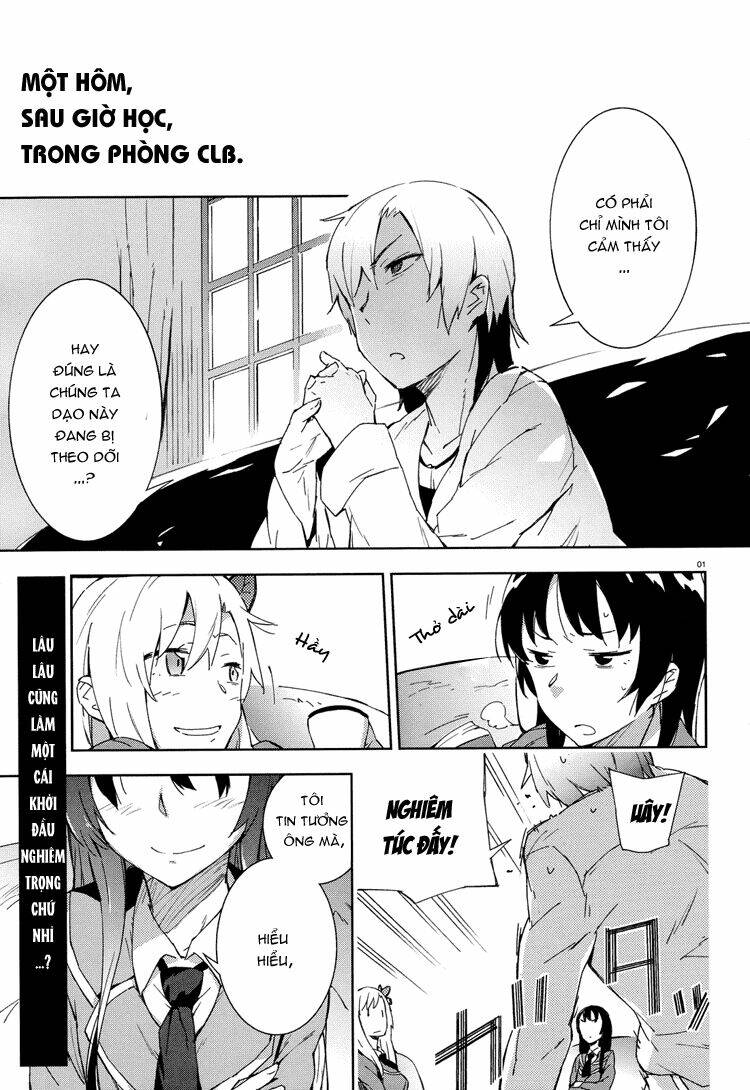 MỘT HÔM,
SAU GIỜ HỌC,
TRONG PHÒNG CLB.
CÓ PHẢI
CHỈ MÌNH TÔI
CẢM THẤY
...
HAY
ĐÚNG LÀ
CHÚNG TA
DẠO NÀY
ĐANG BỊ
THEO DÕI
...?
01
Thở dài
Hầy
UÂY!
NGHIÊM
TÚC ĐẤY!
TÔI
TIN TƯƠNG
ÔNG MÀ,
HIỂU
HIỂU,
LÂU
LÂU
CŨNG
LÀM
MỘT
CÁI
KHỞI
ĐẦU
NGHIÊM
TRỌNG
CHỨ
NHỈ
...?